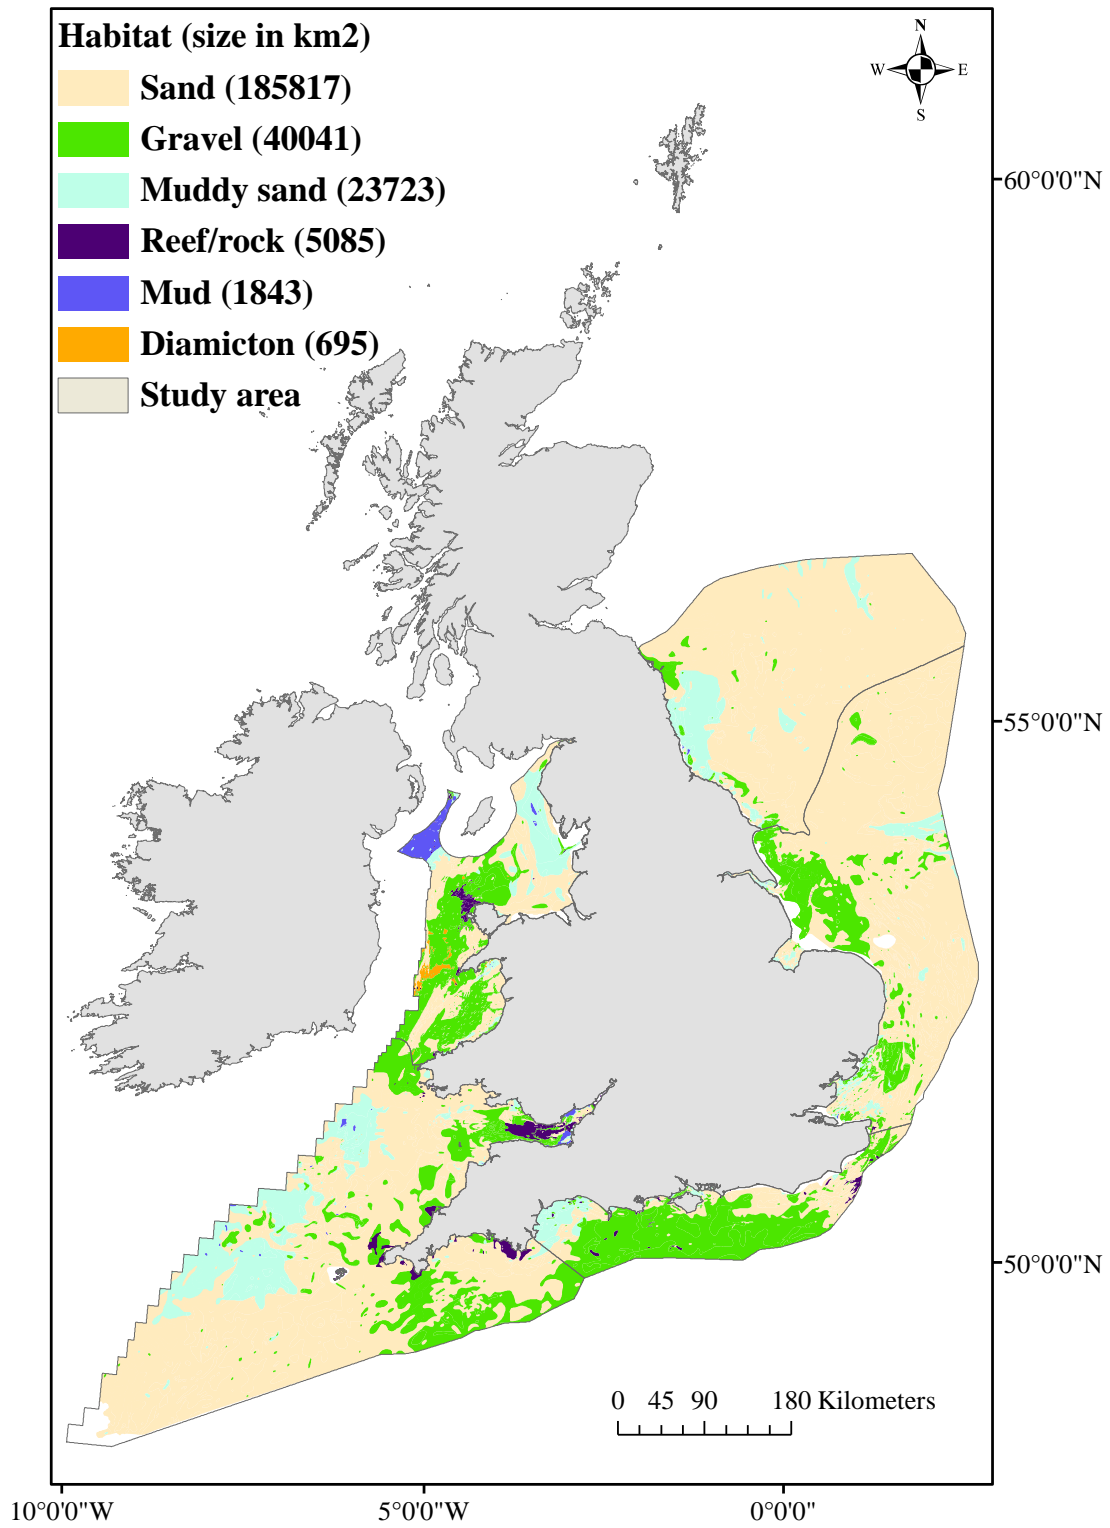 Habitat (size in km2)
Sand (185817)
Gravel (40041)
Muddy sand (23723)
Reef/rock (5085)
Mud (1843)
Diamicton (695)
Study area
N
W E
S
60°0'0"N
55°0'0"N
50°0'0"N
0 45 90 180 Kilometers
10°0'0"W 5°0'0"W 0°0'0"